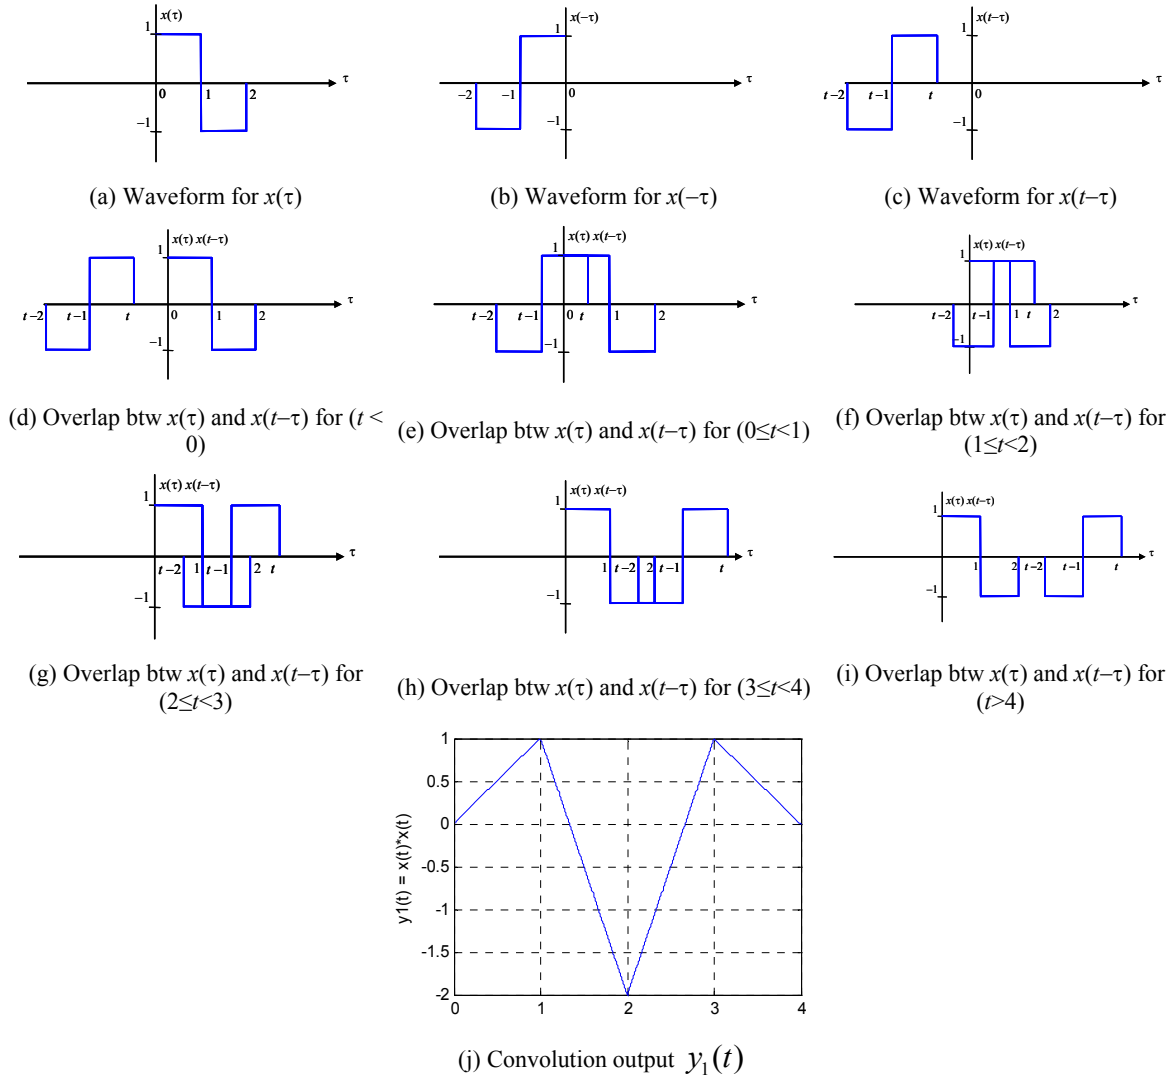 x(τ)
1
τ
0 1 2
−1
(a) Waveform for x(τ)
x(−τ)
1
τ
−2 −1 0
−1
(b) Waveform for x(−τ)
x(t−τ)
1
τ
t−2 t−1 t 0
−1
(c) Waveform for x(t−τ)
x(τ) x(t−τ)
1
τ
t−2 t−1 t 0 1 2
−1
(d) Overlap btw x(τ) and x(t−τ) for (t <
0)
x(τ) x(t−τ)
1
τ
t−2 t−1 0 t 1 2
−1
(e) Overlap btw x(τ) and x(t−τ) for (0≤t<1)
x(τ) x(t−τ)
1
τ
t−2 t−1 1 t 2
−1
(f) Overlap btw x(τ) and x(t−τ) for
(1≤t<2)
x(τ) x(t−τ)
1
τ
t−2 1 t−1 2 t
−1
(g) Overlap btw x(τ) and x(t−τ) for
(2≤t<3)
x(τ) x(t−τ)
1
τ
1 t−2 2 t−1 t
−1
(h) Overlap btw x(τ) and x(t−τ) for (3≤t<4)
x(τ) x(t−τ)
1
τ
1 2 t−2 t−1 t
−1
(i) Overlap btw x(τ) and x(t−τ) for
(t>4)
y1(t) = x(t)*x(t)
1
0.5
0
-0.5
-1
-1.5
-2
0 1 2 3 4
(j) Convolution output y₁(t)